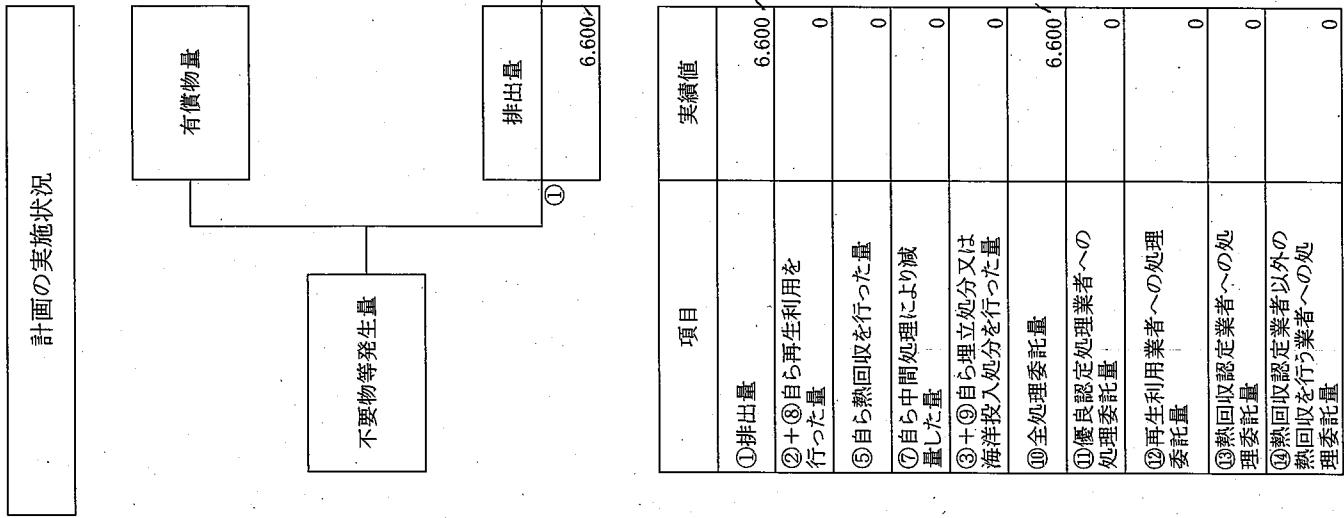 計画の実施状況
不要物等発生量
有償物量
①
排出量
6.600
項目
実績値
①排出量
6.600
②+⑧自ら再生利用を
行った量
0
⑤自ら熱回収を行った量
0
⑦自ら中間処理により減
量した量
0
③+⑨自ら埋立処分又は
海洋投入処分を行った量
0
⑩全処理委託量
6.600
⑪優良認定処理業者への
処理委託量
0
⑫再生利用業者への処理
委託量
0
⑬熱回収認定業者への処
理委託量
0
⑭熱回収認定業者以外の
熱回収を行う業者への処
理委託量
0